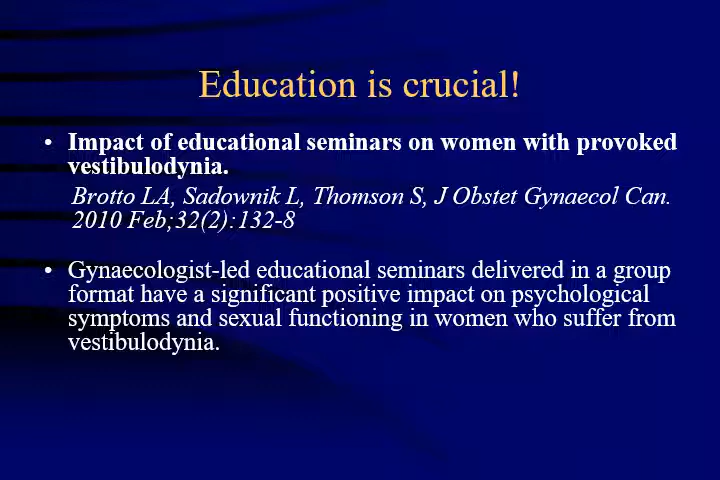 Education is crucial!
• Impact of educational seminars on women with provoked
vestibulodynia.
Brotto LA, Sadownik L, Thomson S, J Obstet Gynaecol Can.
2010 Feb;32(2):132-8
• Gynaecologist-led educational seminars delivered in a group
format have a significant positive impact on psychological
symptoms and sexual functioning in women who suffer from
vestibulodynia.